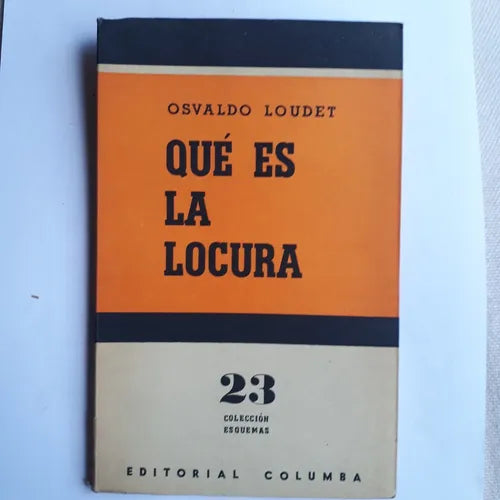 OSVALDO LOUDET
QUÉ ES
LA
LOCURA
23
COLECCIÓN
ESQUEMAS
EDITORIAL COLUMBA